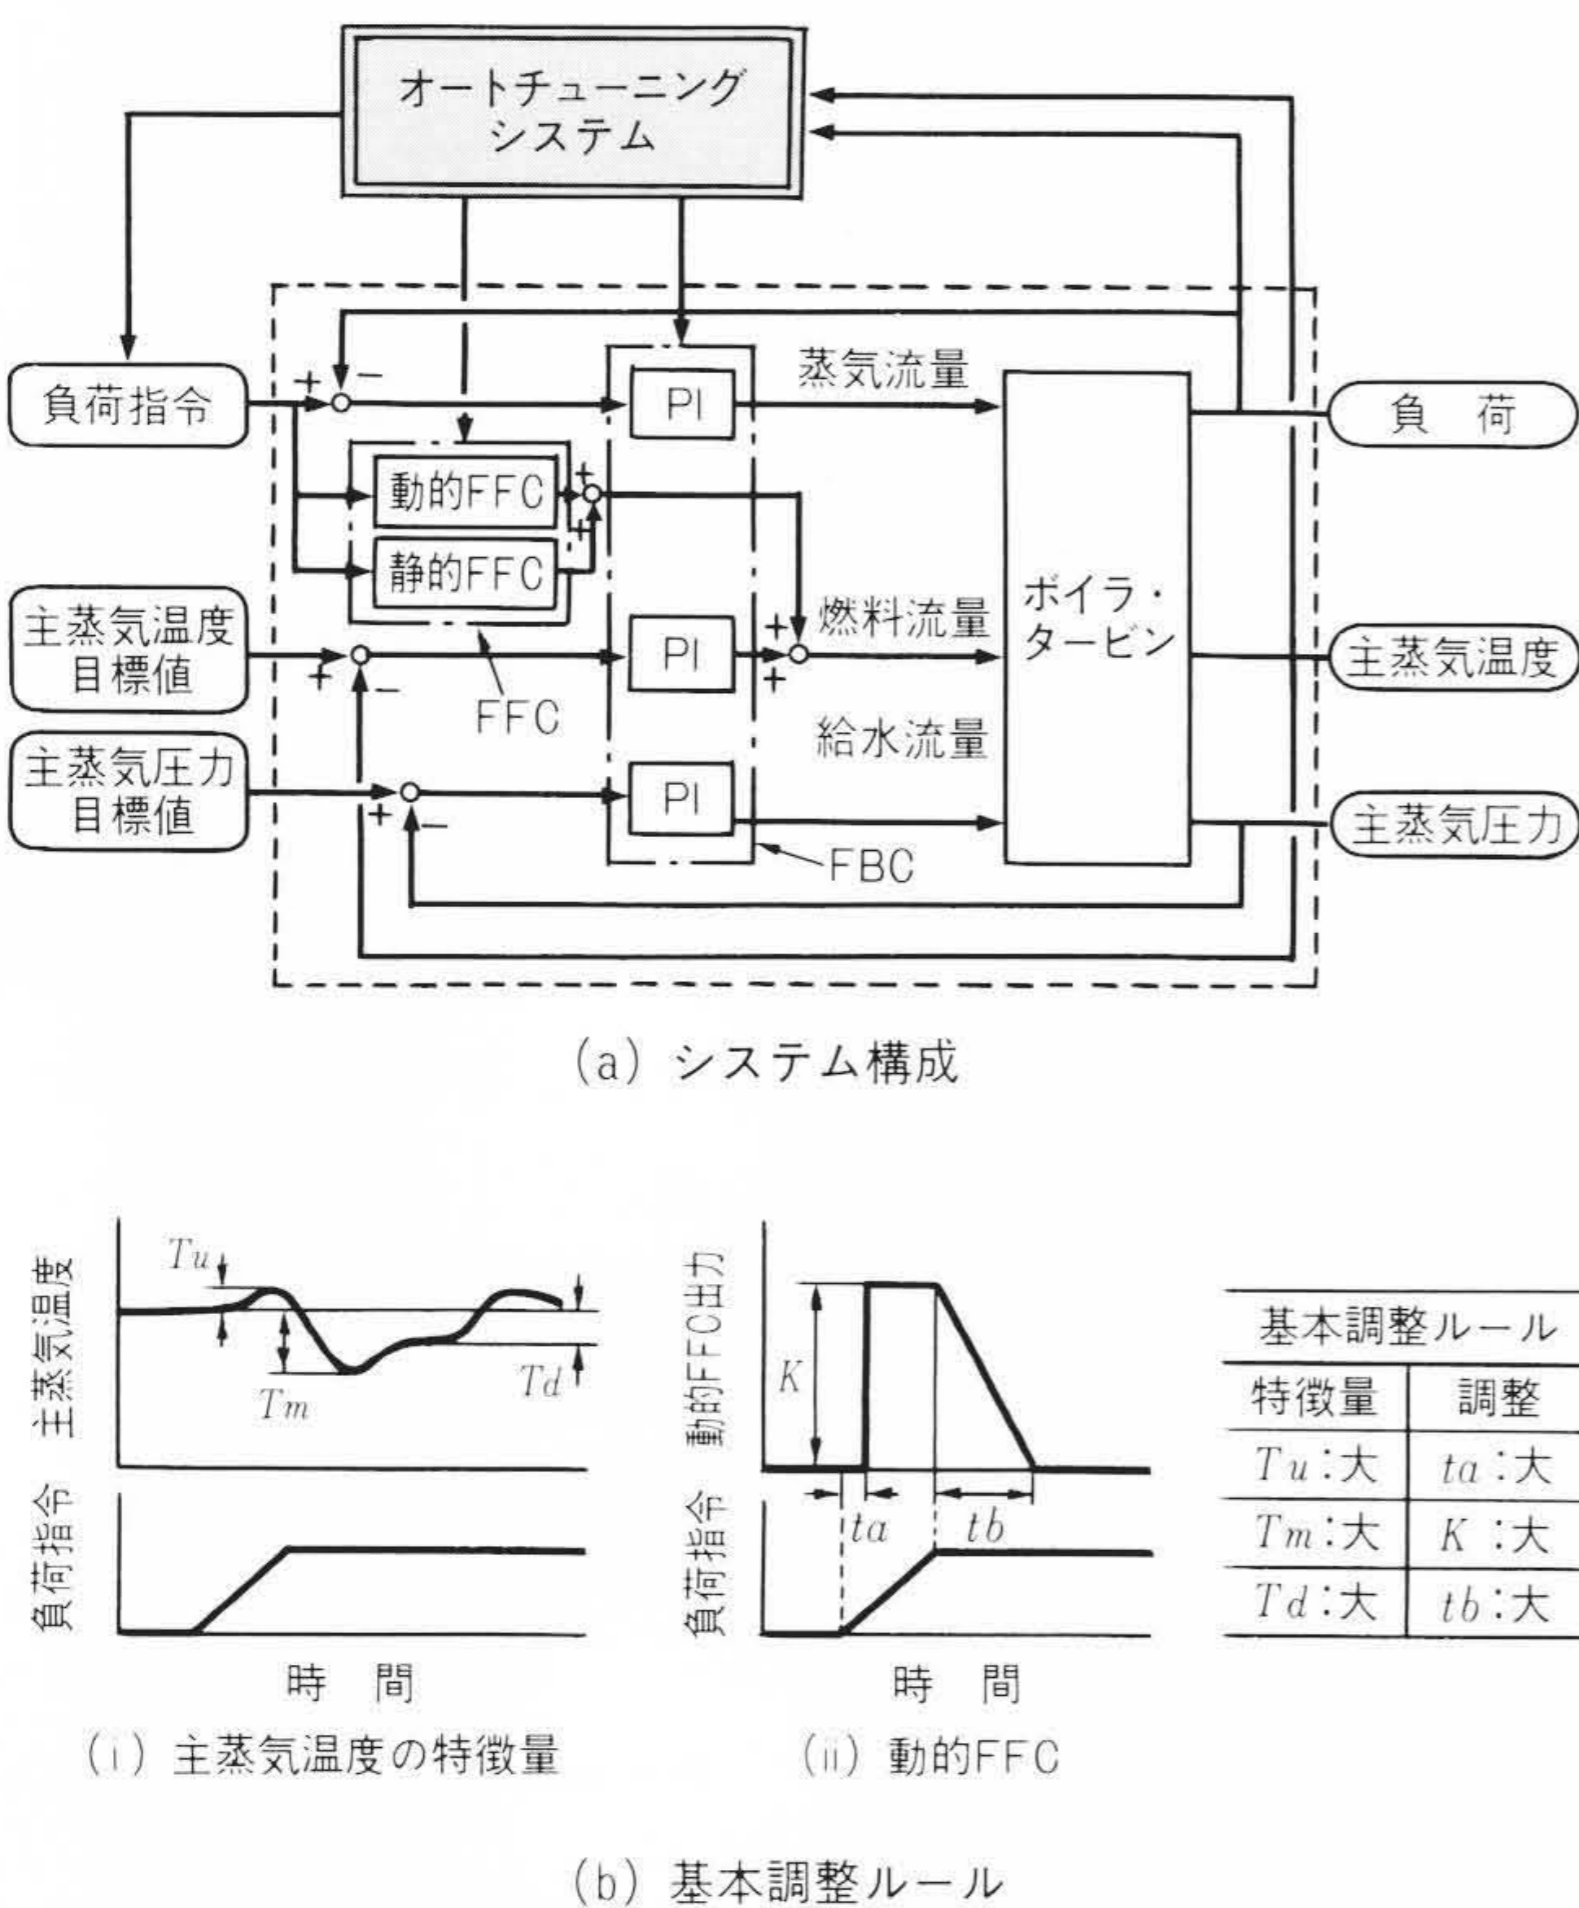 オートチューニング
システム
負荷指令
+
−
PI
蒸気流量
負 荷
動的FFC
+
静的FFC
+
主蒸気温度
目標値
+
−
PI
+
+
燃料流量
ボイラ・
タービン
主蒸気温度
FFC
給水流量
主蒸気圧力
目標値
+
−
PI
FBC
主蒸気圧力
(a) システム構成
主蒸気温度
Tu
Tm
Td
負荷指令
時 間
(i) 主蒸気温度の特徴量
動的FFC出力
K
ta
tb
負荷指令
時 間
(ii) 動的FFC
基本調整ルール
特徴量 調整
Tu:大 ta:大
Tm:大 K:大
Td:大 tb:大
(b) 基本調整ルール